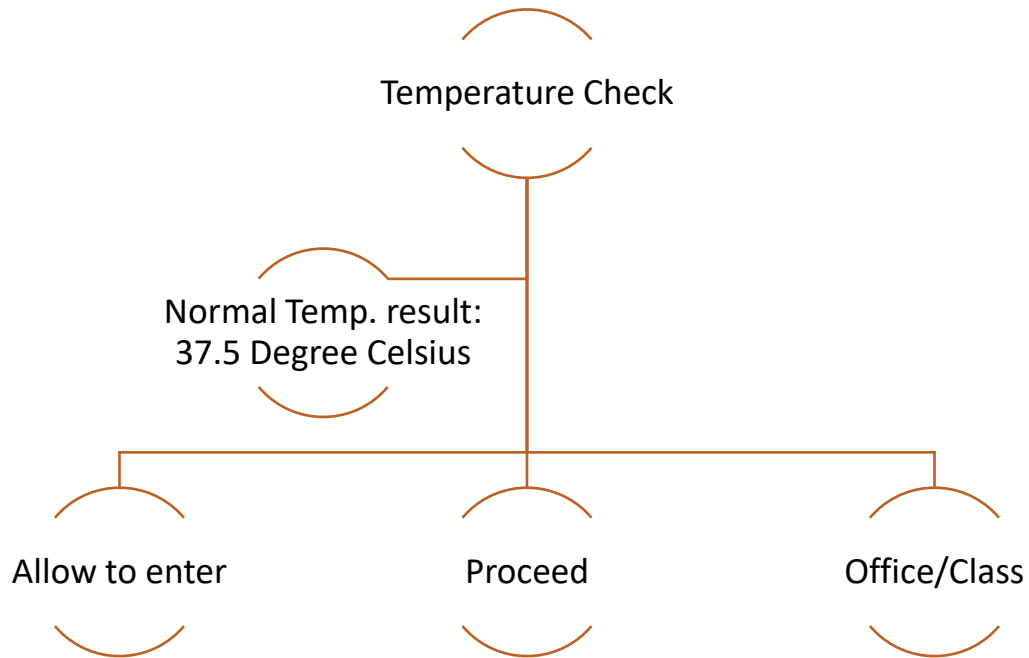 Temperature Check
Normal Temp. result:
37.5 Degree Celsius
Allow to enter
Proceed
Office/Class